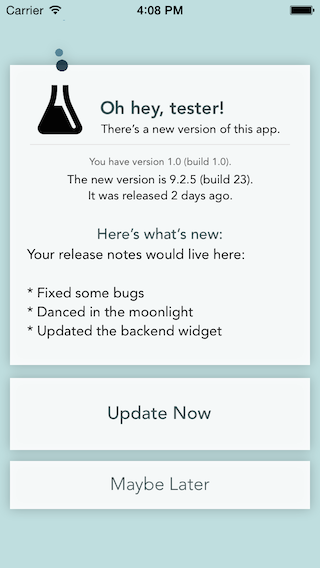 Carrier 4:08 PM
Oh hey, tester!
There's a new version of this app.
You have version 1.0 (build 1.0).
The new version is 9.2.5 (build 23).
It was released 2 days ago.
Here's what's new:
Your release notes would live here:
* Fixed some bugs
* Danced in the moonlight
* Updated the backend widget
Update Now
Maybe Later